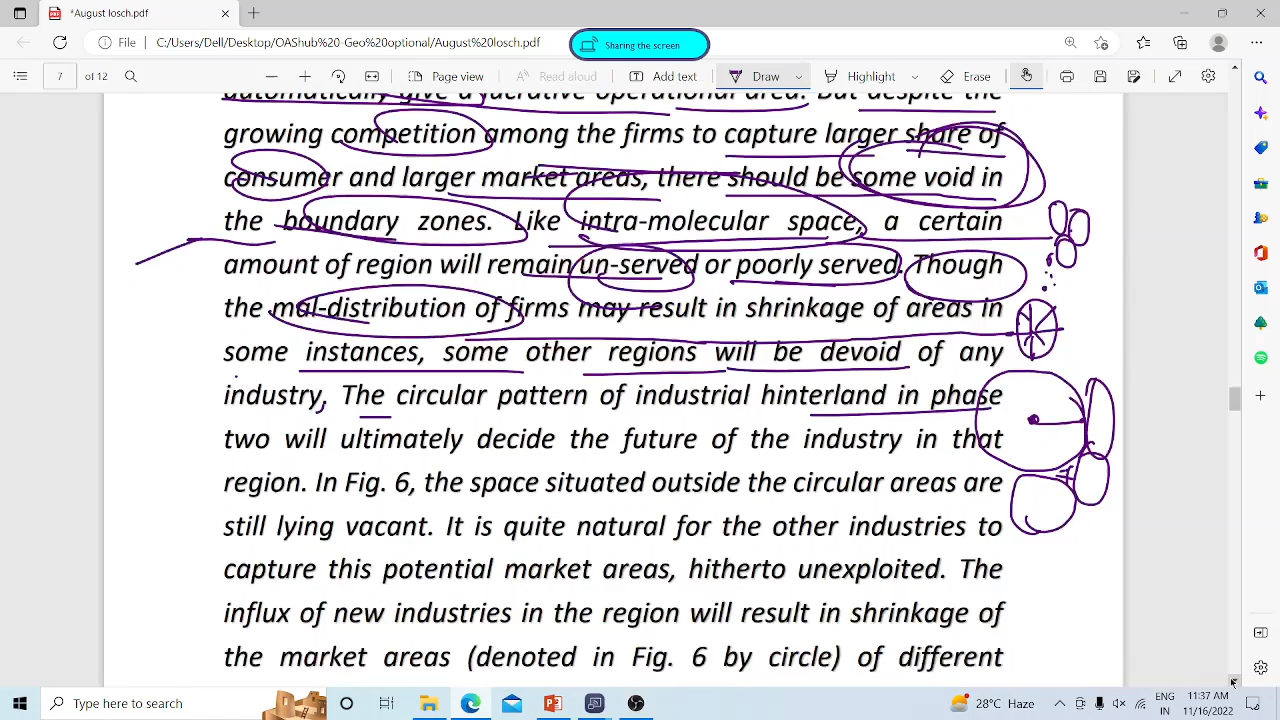 *August losch.pdf
File C:/Users/Dell/Desktop/OAShub%20_%20Geo%20optional/August%20losch.pdf
Sharing the screen
7 of 12 Page view Read aloud Add text Draw Highlight Erase
automatically give a lucrative operational area. But despite the
growing competition among the firms to capture larger share of
consumer and larger market areas, there should be some void in
the boundary zones. Like intra-molecular space, a certain
amount of region will remain un-served or poorly served. Though
the mal-distribution of firms may result in shrinkage of areas in
some instances, some other regions will be devoid of any
industry, The circular pattern of industrial hinterland in phase
two will ultimately decide the future of the industry in that
region. In Fig. 6, the space situated outside the circular areas are
still lying vacant. It is quite natural for the other industries to
capture this potential market areas, hitherto unexploited. The
influx of new industries in the region will result in shrinkage of
the market areas (denoted in Fig. 6 by circle) of different
Type here to search
28°C Haze
ENG
IN
11:37 AM
11/16/2022